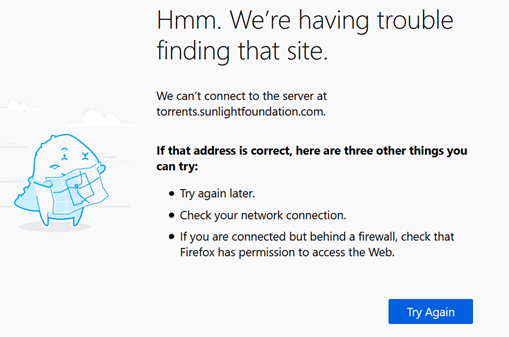 Hmm. We’re having trouble
finding that site.
We can’t connect to the server at
torrents.sunlightfoundation.com.
If that address is correct, here are three other things you
can try:
• Try again later.
• Check your network connection.
• If you are connected but behind a firewall, check that
Firefox has permission to access the Web.
Try Again